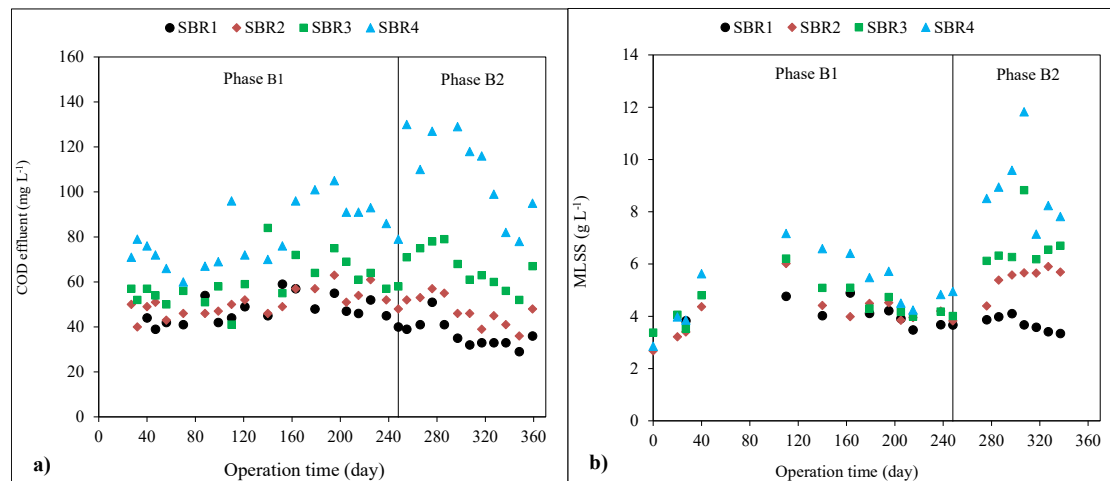 SBR1 SBR2 SBR3 SBR4
Phase B1 Phase B2
COD effluent (mg L-1)
160
140
120
100
80
60
40
20
0
0 40 80 120 160 200 240 280 320 360
a) Operation time (day)
SBR1 SBR2 SBR3 SBR4
Phase B1 Phase B2
MLSS (g L-1)
14
12
10
8
6
4
2
0
0 40 80 120 160 200 240 280 320 360
b) Operation time (day)